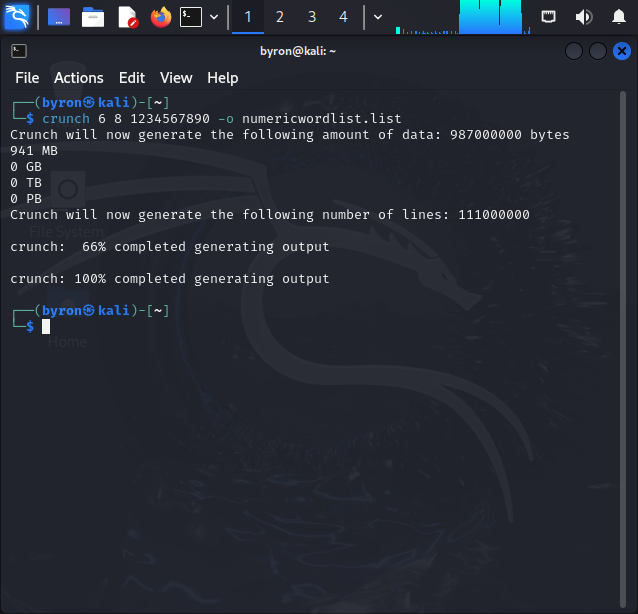 1 2 3 4
byron@kali: ~
File Actions Edit View Help
┌──(byron㉿kali)-[~]
└─$ crunch 6 8 1234567890 -o numericwordlist.list
Crunch will now generate the following amount of data: 987000000 bytes
941 MB
0 GB
0 TB
0 PB
Crunch will now generate the following number of lines: 111000000
File System
crunch:  66% completed generating output
crunch: 100% completed generating output
┌──(byron㉿kali)-[~]
└─$
Home